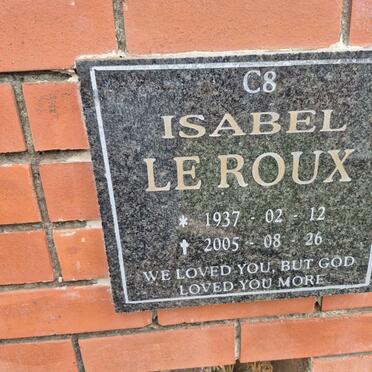 C8
ISABEL
LE ROUX
* 1937 - 02 - 12
✝ 2005 - 08 - 26
WE LOVED YOU, BUT GOD
LOVED YOU MORE